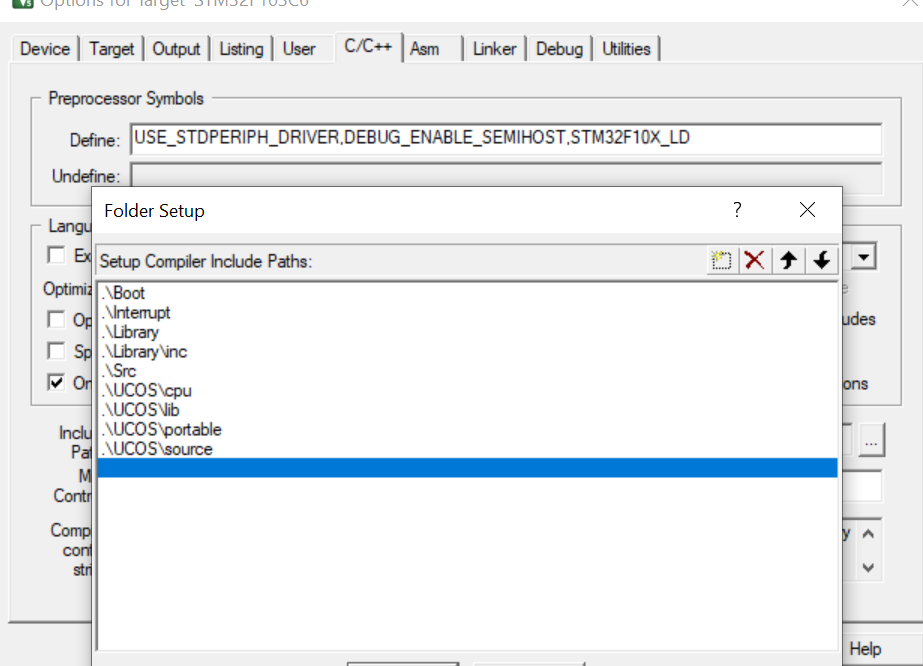 Options for Target 'STM32F103C6'
Device Target Output Listing User C/C++ Asm Linker Debug Utilities
Preprocessor Symbols
Define: USE_STDPERIPH_DRIVER,DEBUG_ENABLE_SEMIHOST,STM32F10X_LD
Undefine:
Folder Setup ?
Langu
Ex
Setup Compiler Include Paths:
Optimiz
.\Boot
.\Interrupt
Op
udes
.\Library
.\Library\inc
Sp
.\Src
On
ons
.\UCOS\cpu
.\UCOS\lib
.\UCOS\portable
Inclu
Pat
...
.\UCOS\source
M
Contr
Comp
cont
stri
y
Help